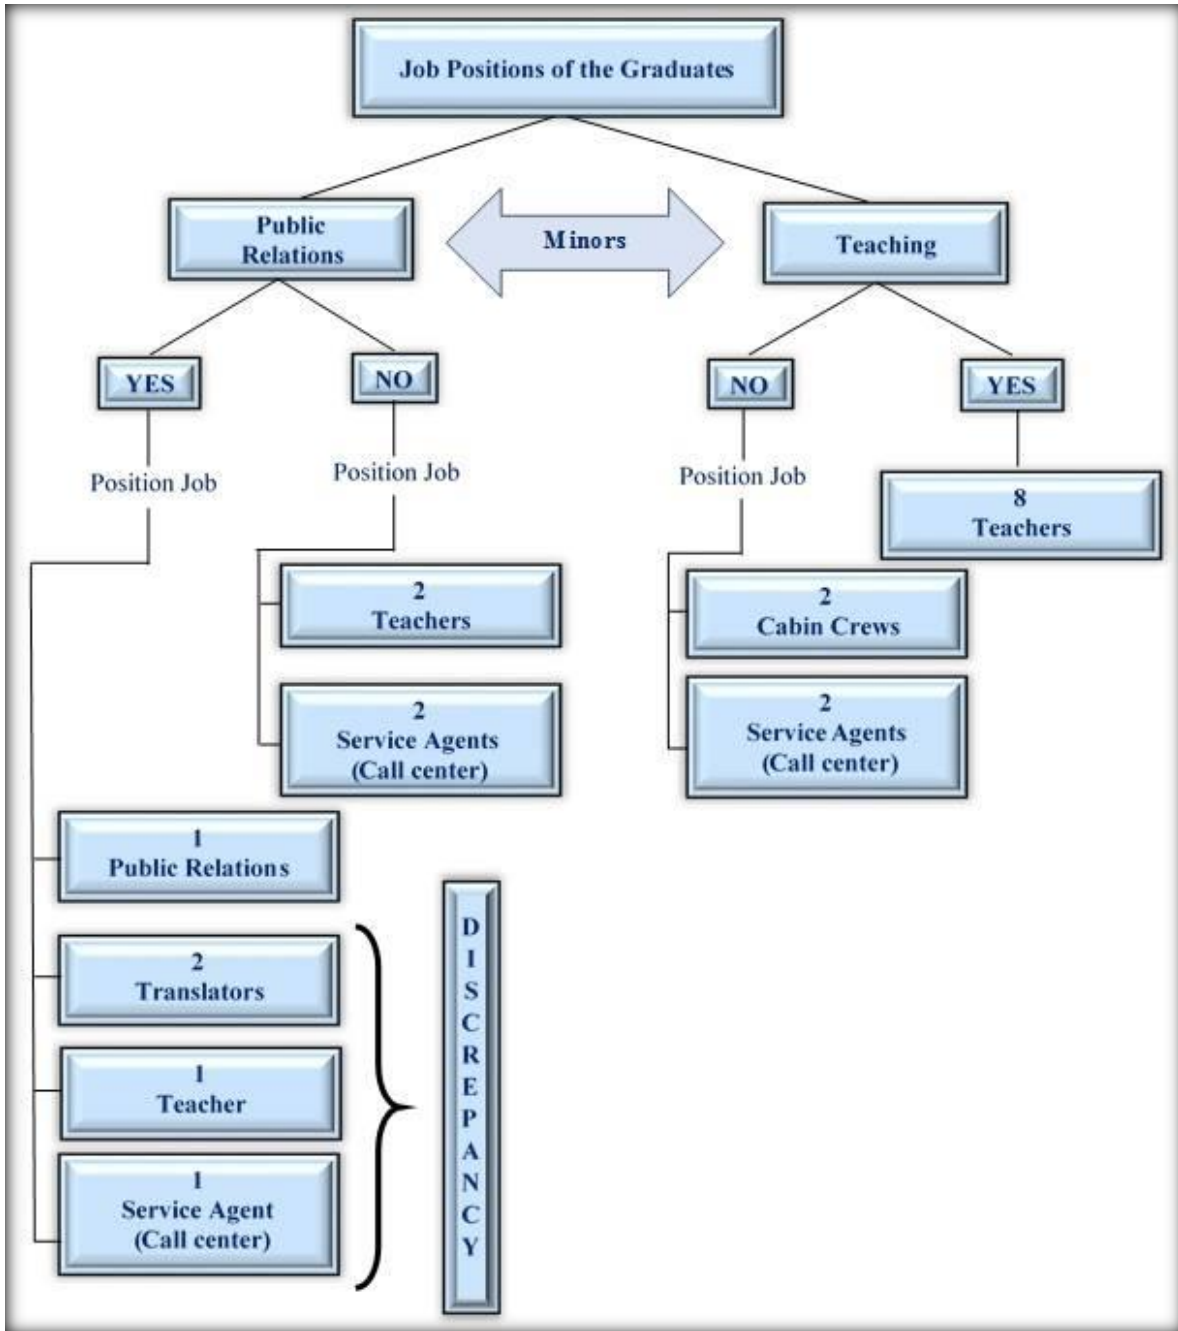 Job Positions of the Graduates
Public
Relations
Minors
Teaching
YES
NO
NO
YES
Position Job
Position Job
Position Job
8
Teachers
2
Teachers
2
Service Agents
(Call center)
2
Cabin Crews
2
Service Agents
(Call center)
1
Public Relations
2
Translators
1
Teacher
1
Service Agent
(Call center)
DISCREPANCY